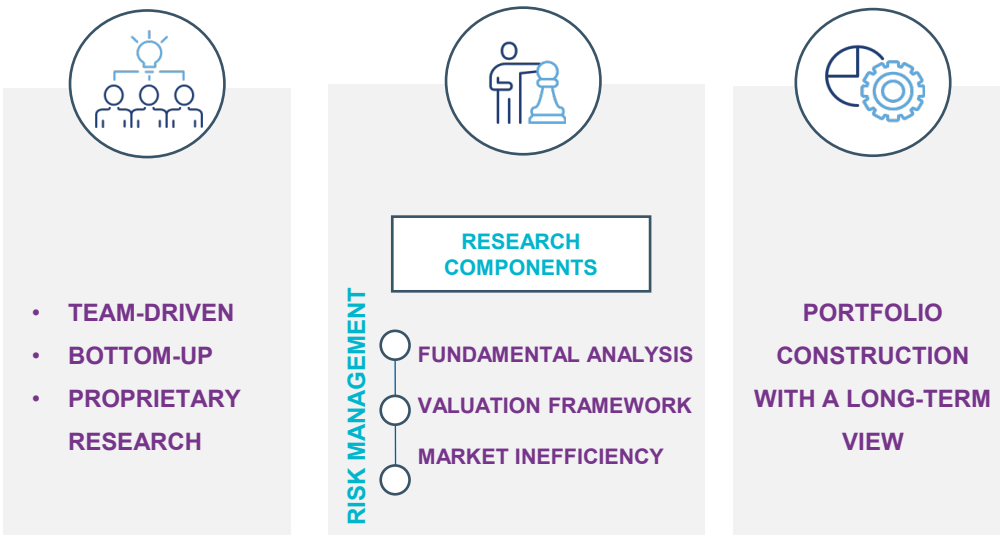 • TEAM-DRIVEN
• BOTTOM-UP
• PROPRIETARY
RESEARCH
RESEARCH
COMPONENTS
RISK MANAGEMENT
FUNDAMENTAL ANALYSIS
VALUATION FRAMEWORK
MARKET INEFFICIENCY
PORTFOLIO
CONSTRUCTION
WITH A LONG-TERM
VIEW